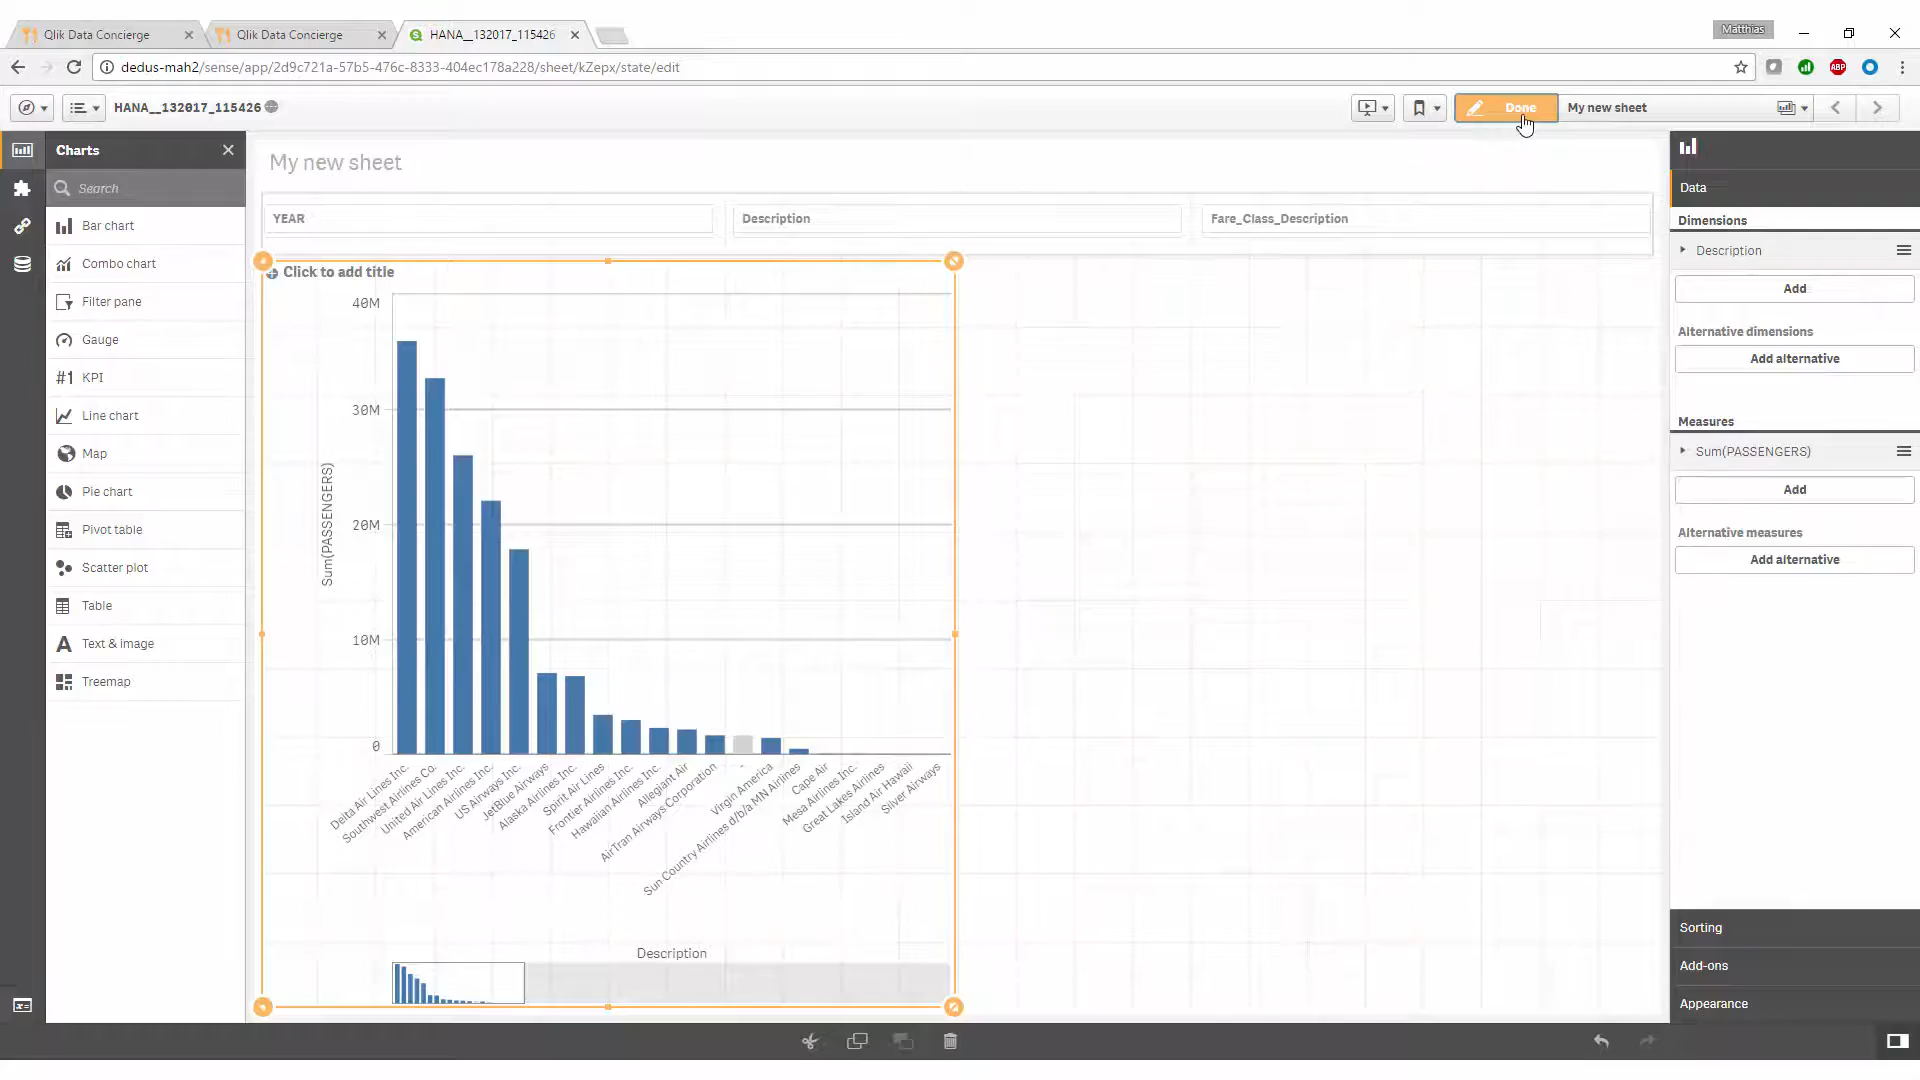 Qlik Data Concierge
Qlik Data Concierge
HANA__132017_115426
Matthias
dedus-mah2/sense/app/2d9c721a-57b5-476c-8333-404ec178a228/sheet/kZepx/state/edit
ABP
HANA__132017_115426
Done
My new sheet
Charts
Search
Bar chart
Combo chart
Filter pane
Gauge
#1 KPI
Line chart
Map
Pie chart
Pivot table
Scatter plot
Table
A Text & image
Treemap
My new sheet
YEAR
Description
Fare_Class_Description
Click to add title
40M
30M
20M
10M
0
Sum(PASSENGERS)
Delta Air Lines Inc.
Southwest Airlines Co.
United Air Lines Inc.
American Airlines Inc.
US Airways Inc.
JetBlue Airways
Alaska Airlines Inc.
Spirit Air Lines
Frontier Airlines Inc.
Hawaiian Airlines Inc.
Allegiant Air
AirTran Airways Corporation
-
Virgin America
Sun Country Airlines d/b/a MN Airlines
Cape Air
Mesa Airlines Inc.
Great Lakes Airlines
Island Air Hawaii
Silver Airways
Description
Data
Dimensions
Description
Add
Alternative dimensions
Add alternative
Measures
Sum(PASSENGERS)
Add
Alternative measures
Add alternative
Sorting
Add-ons
Appearance